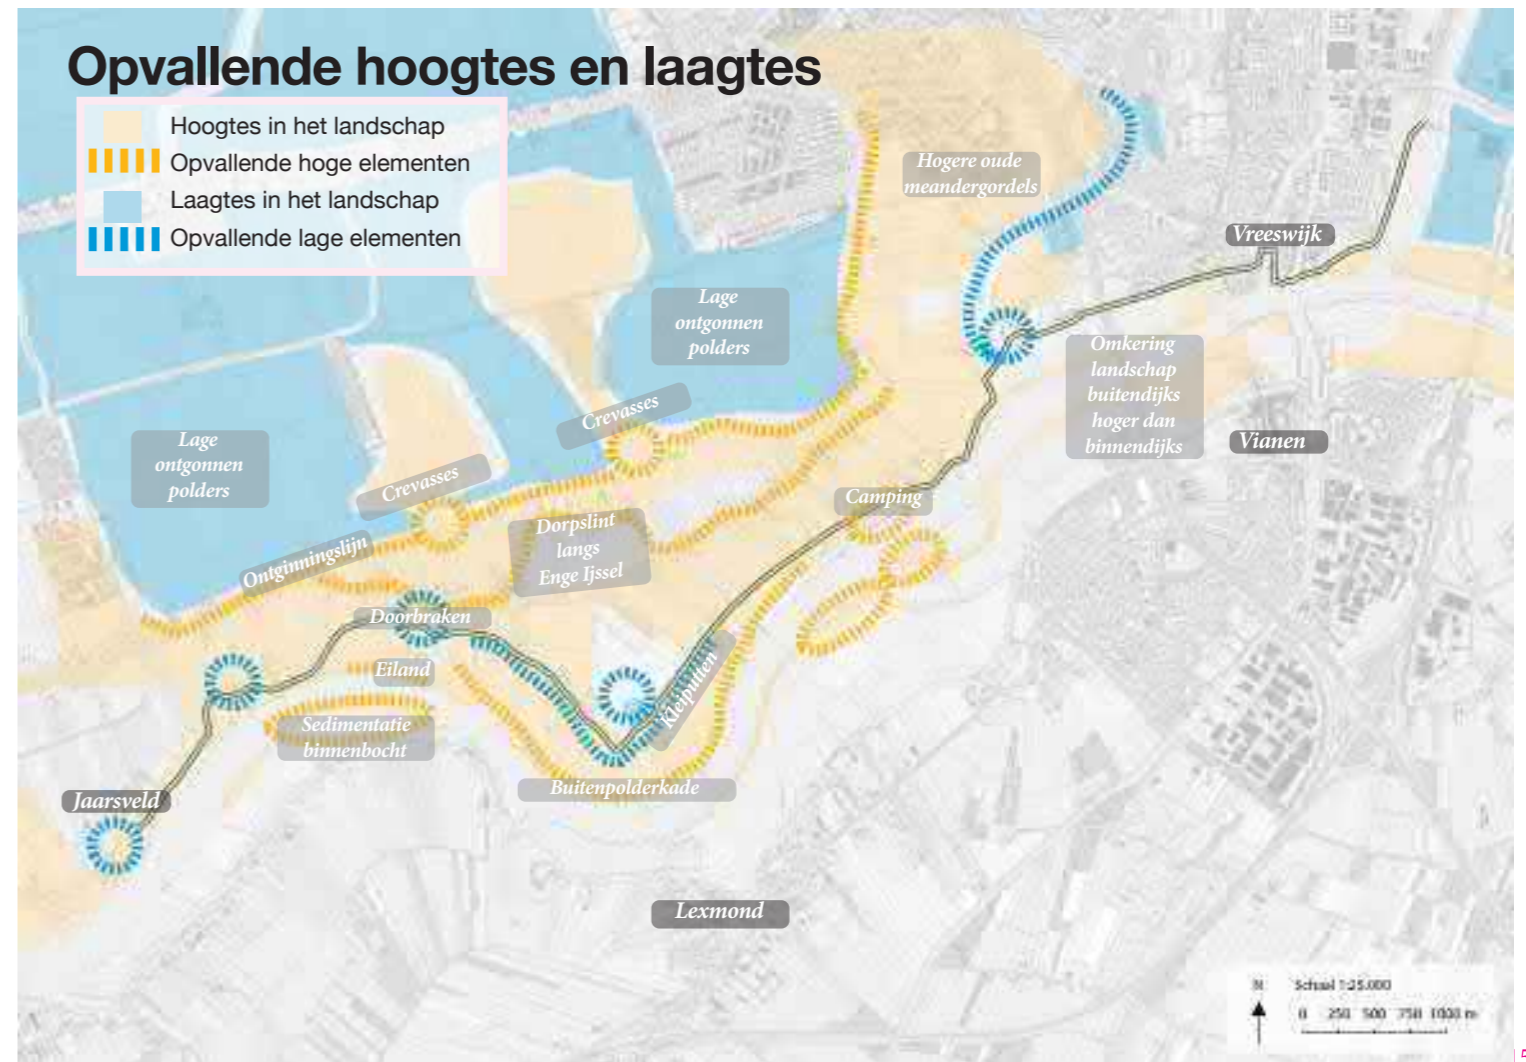 Opvallende hoogtes en laagtes
Hoogtes in het landschap
Opvallende hoge elementen
Laagtes in het landschap
Opvallende lage elementen
Hogere oude
meandergordels
Vreeswijk
Lage
ontgonnen
polders
Omkering
landschap
buitendijks
hoger dan
binnendijks
Vianen
Crevasses
Lage
ontgonnen
polders
Crevasses
Camping
Dorpslint
langs
Enge Ijssel
Ontginningslijn
Doorbraken
Eiland
Kleiputten
Sedimentatie
binnenbocht
Buitenpolderkade
Jaarsveld
Lexmond
N
Schaal 1:25.000
0 250 500 750 1000 m